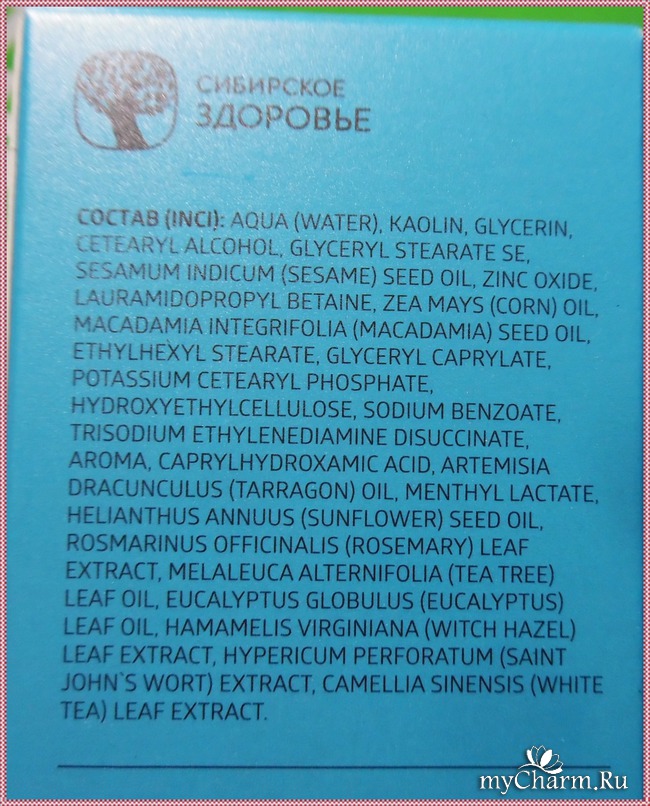 СИБИРСКОЕ
ЗДОРОВЬЕ
СОСТАВ (INCI): AQUA (WATER), KAOLIN, GLYCERIN,
CETEARYL ALCOHOL, GLYCERYL STEARATE SE,
SESAMUM INDICUM (SESAME) SEED OIL, ZINC OXIDE,
LAURAMIDOPROPYL BETAINE, ZEA MAYS (CORN) OIL,
MACADAMIA INTEGRIFOLIA (MACADAMIA) SEED OIL,
ETHYLHEXYL STEARATE, GLYCERYL CAPRYLATE,
POTASSIUM CETEARYL PHOSPHATE,
HYDROXYETHYLCELLULOSE, SODIUM BENZOATE,
TRISODIUM ETHYLENEDIAMINE DISUCCINATE,
AROMA, CAPRYLHYDROXAMIC ACID, ARTEMISIA
DRACUNCULUS (TARRAGON) OIL, MENTHYL LACTATE,
HELIANTHUS ANNUUS (SUNFLOWER) SEED OIL,
ROSMARINUS OFFICINALIS (ROSEMARY) LEAF
EXTRACT, MELALEUCA ALTERNIFOLIA (TEA TREE)
LEAF OIL, EUCALYPTUS GLOBULUS (EUCALYPTUS)
LEAF OIL, HAMAMELIS VIRGINIANA (WITCH HAZEL)
LEAF EXTRACT, HYPERICUM PERFORATUM (SAINT
JOHN`S WORT) EXTRACT, CAMELLIA SINENSIS (WHITE
TEA) LEAF EXTRACT.
myCharm.Ru